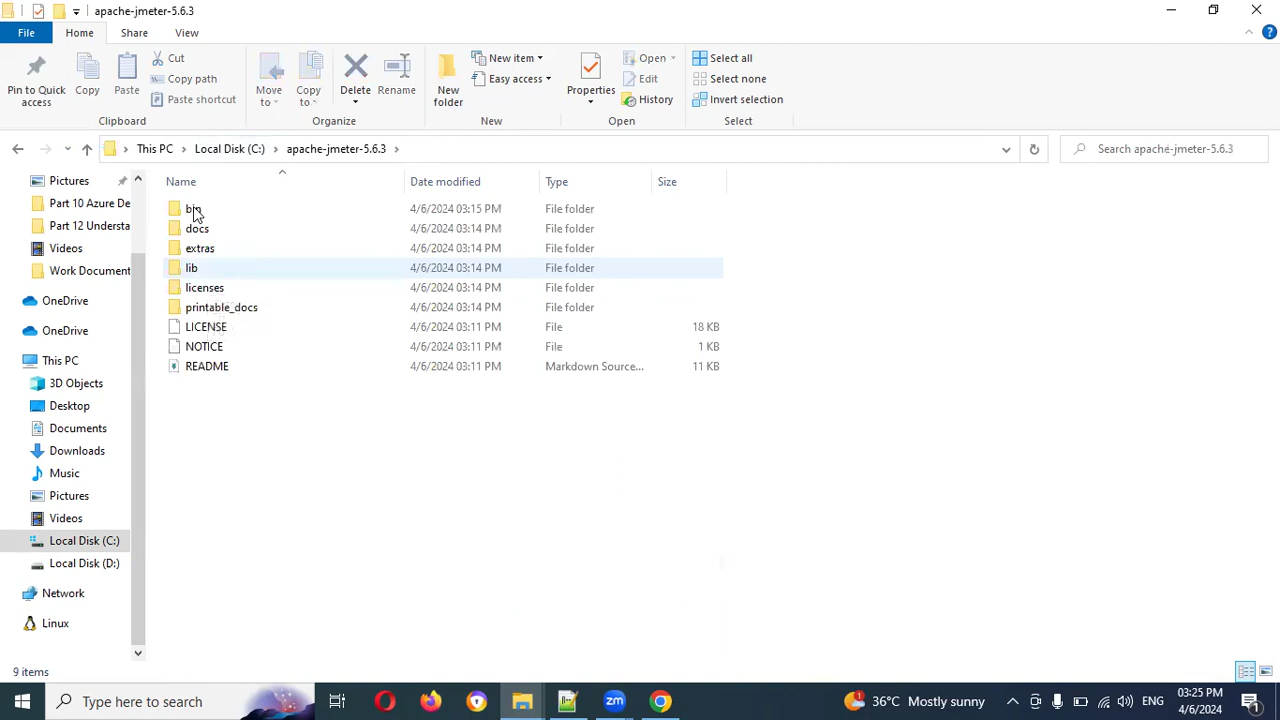 apache-jmeter-5.6.3
File Home Share View
Pin to Quick access
Copy
Paste
Cut
Copy path
Paste shortcut
Clipboard
Move to
Copy to
Delete
Rename
Organize
New folder
New item
Easy access
New
Properties
Open
Edit
History
Open
Select all
Select none
Invert selection
Select
This PC Local Disk (C:) apache-jmeter-5.6.3
Search apache-jmeter-5.6.3
Pictures
Part 10 Azure De
Part 12 Understa
Videos
Work Document
OneDrive
OneDrive
This PC
3D Objects
Desktop
Documents
Downloads
Music
Pictures
Videos
Local Disk (C:)
Local Disk (D:)
Network
Linux
Name Date modified Type Size
bin 4/6/2024 03:15 PM File folder
docs 4/6/2024 03:14 PM File folder
extras 4/6/2024 03:14 PM File folder
lib 4/6/2024 03:14 PM File folder
licenses 4/6/2024 03:14 PM File folder
printable_docs 4/6/2024 03:14 PM File folder
LICENSE 4/6/2024 03:11 PM File 18 KB
NOTICE 4/6/2024 03:11 PM File 1 KB
README 4/6/2024 03:11 PM Markdown Source... 11 KB
9 items
Type here to search
zm
1
36°C Mostly sunny
ENG
03:25 PM
4/6/2024
1